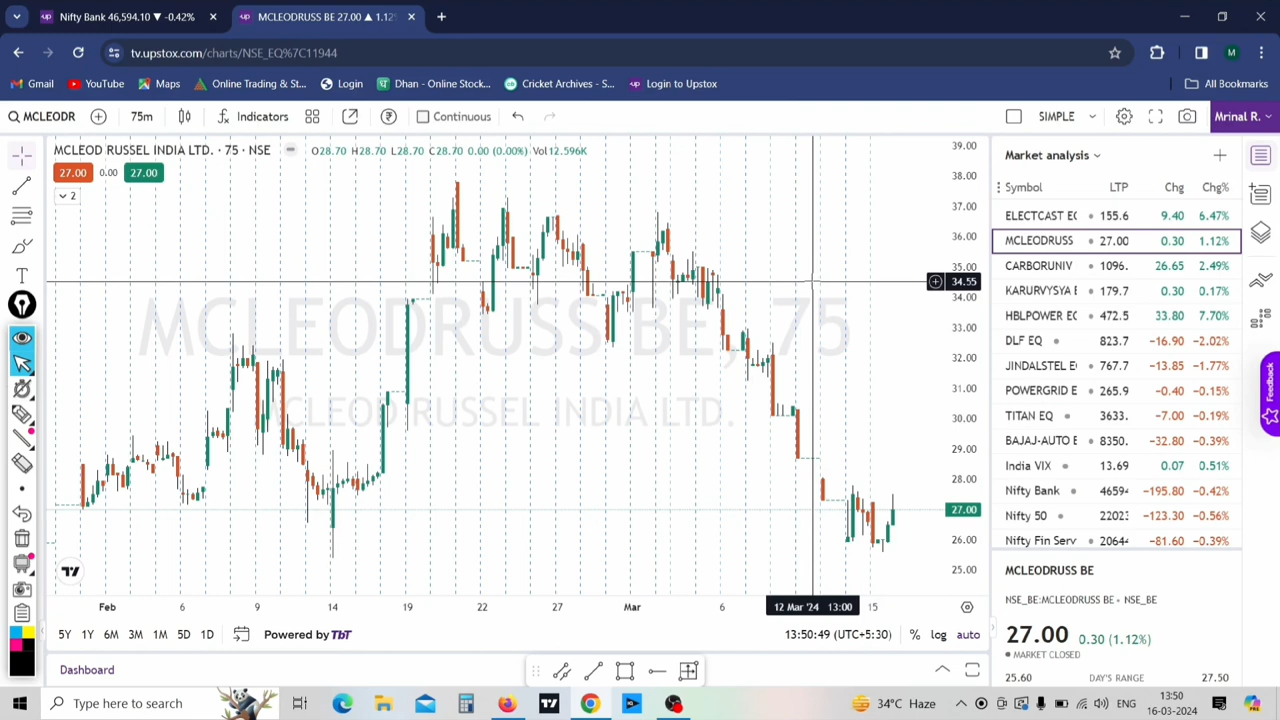 Nifty Bank 46,594.10 ▼ -0.42%
MCLEODRUSS BE 27.00 ▲ 1.12%
tv.upstox.com/charts/NSE_EQ%7C11944
M
Gmail YouTube Maps Online Trading & St... Login Dhan - Online Stock... Cricket Archives - S... Login to Upstox All Bookmarks
MCLEODR 75m Indicators Continuous SIMPLE Mrinal R.
MCLEOD RUSSEL INDIA LTD. · 75 · NSE O28.70 H28.70 L28.70 C28.70 0.00 (0.00%) Vol12.596K
27.00 0.00 27.00
2
MCLEODRUSS BE, 75
MCLEOD RUSSEL INDIA LTD.
39.00
38.00
37.00
36.00
35.00
34.55
34.00
33.00
32.00
31.00
30.00
29.00
28.00
27.00
26.00
25.00
Feb 6 9 14 19 22 27 Mar 6 12 Mar '24 13:00 15
5Y 1Y 6M 3M 1M 5D 1D Powered by TbT 13:50:49 (UTC+5:30) % log auto
Dashboard
Market analysis
Symbol LTP Chg Chg%
ELECTCAST EQ 155.6 9.40 6.47%
MCLEODRUSS 27.00 0.30 1.12%
CARBORUNIV 1096. 26.65 2.49%
KARURVYSYA E 179.7 0.30 0.17%
HBLPOWER EQ 472.5 33.80 7.70%
DLF EQ 823.7 −16.90 −2.02%
JINDALSTEL E 767.7 −13.85 −1.77%
POWERGRID E 265.9 −0.40 −0.15%
TITAN EQ 3633. −7.00 −0.19%
BAJAJ-AUTO E 8350. −32.80 −0.39%
India VIX 13.69 0.07 0.51%
Nifty Bank 46594 −195.80 −0.42%
Nifty 50 22023 −123.30 −0.56%
Nifty Fin Serv 20644 −81.60 −0.39%
MCLEODRUSS BE
NSE_BE:MCLEODRUSS BE • NSE_BE
27.00 0.30 (1.12%)
MARKET CLOSED
25.60 DAY'S RANGE 27.50
Feedback
Type here to search
34°C Haze
ENG
13:50
16-03-2024